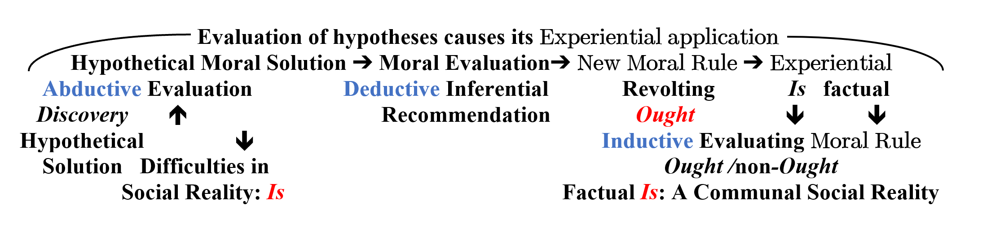 Evaluation of hypotheses causes its Experiential application
Hypothetical Moral Solution ➔ Moral Evaluation➔ New Moral Rule ➔ Experiential
Abductive Evaluation Deductive Inferential Revolting Is factual
Discovery 🡩 Recommendation Ought 🡫 🡫
Hypothetical 🡫 Inductive Evaluating Moral Rule
Solution Difficulties in Ought /non-Ought
Social Reality: Is Factual Is: A Communal Social Reality